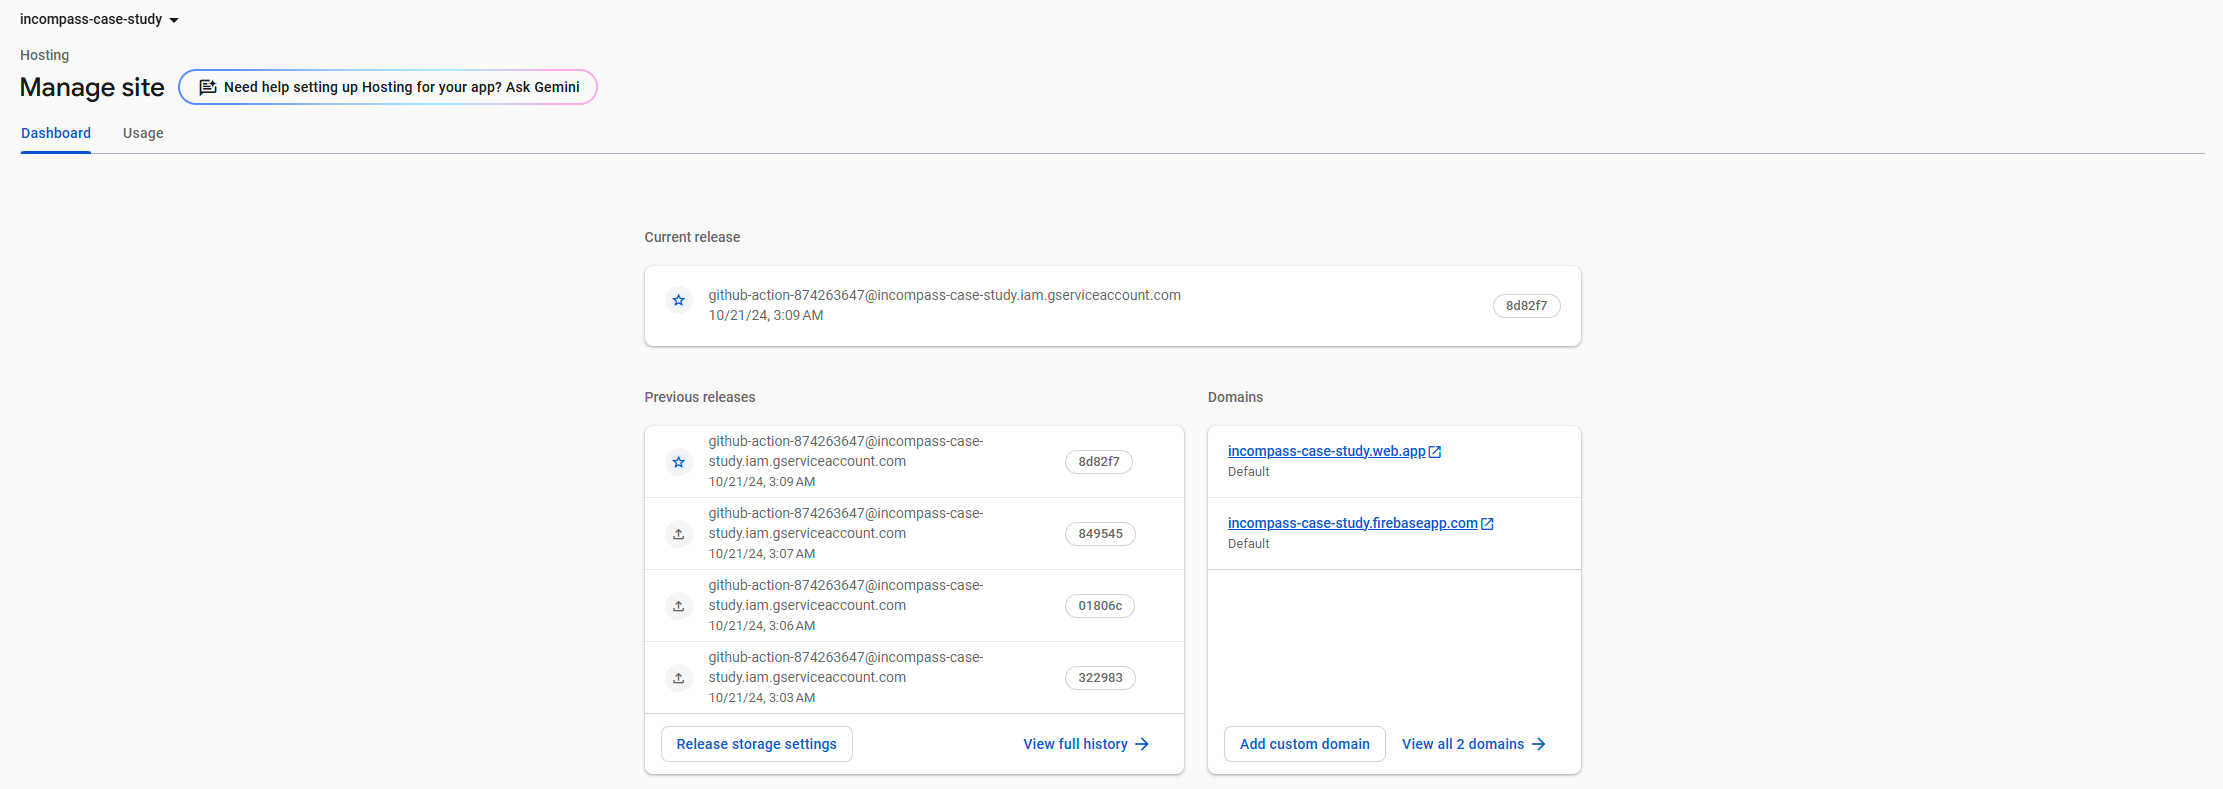 incompass-case-study
Hosting
Manage site
Need help setting up Hosting for your app? Ask Gemini
Dashboard
Usage
Current release
github-action-874263647@incompass-case-study.iam.gserviceaccount.com
10/21/24, 3:09 AM
8d82f7
Previous releases
github-action-874263647@incompass-case-
study.iam.gserviceaccount.com
10/21/24, 3:09 AM
8d82f7
github-action-874263647@incompass-case-
study.iam.gserviceaccount.com
10/21/24, 3:07 AM
849545
github-action-874263647@incompass-case-
study.iam.gserviceaccount.com
10/21/24, 3:06 AM
01806c
github-action-874263647@incompass-case-
study.iam.gserviceaccount.com
10/21/24, 3:03 AM
322983
Release storage settings
View full history
Domains
incompass-case-study.web.app
Default
incompass-case-study.firebaseapp.com
Default
Add custom domain
View all 2 domains